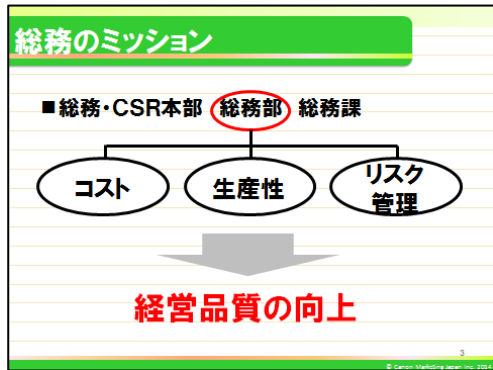 総務のミッション
■総務・CSR本部 総務部 総務課
コスト
生産性
リスク
管理
経営品質の向上
3
© Canon Marketing Japan Inc. 2014